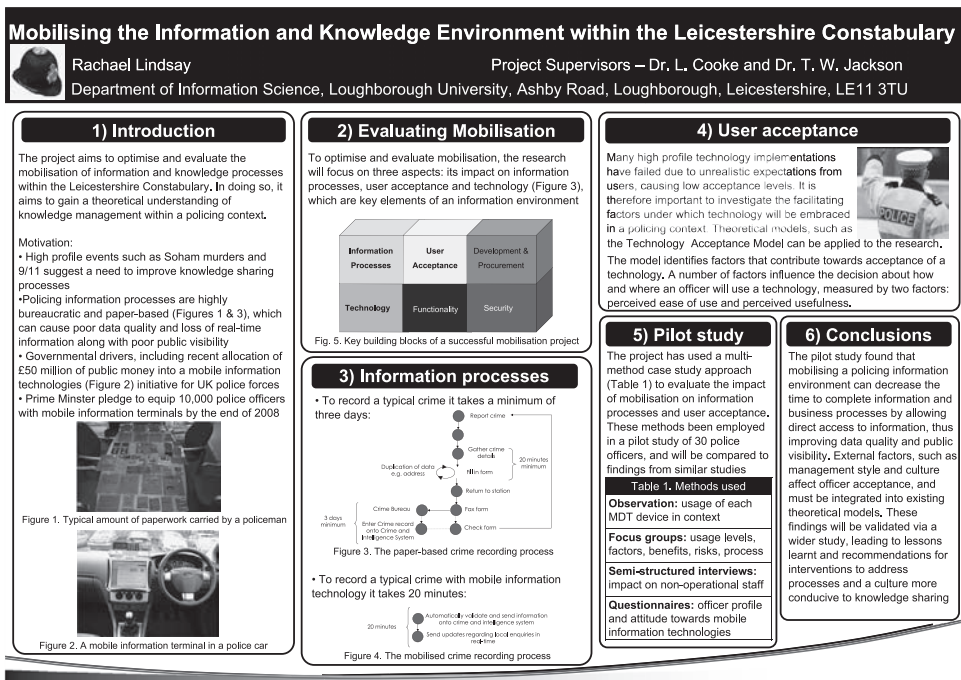 Mobilising the Information and Knowledge Environment within the Leicestershire Constabulary
Rachael Lindsay
Project Supervisors – Dr. L. Cooke and Dr. T. W. Jackson
Department of Information Science, Loughborough University, Ashby Road, Loughborough, Leicestershire, LE11 3TU
1) Introduction
The project aims to optimise and evaluate the
mobilisation of information and knowledge processes
within the Leicestershire Constabulary. In doing so, it
aims to gain a theoretical understanding of
knowledge management within a policing context.
Motivation:
• High profile events such as Soham murders and
9/11 suggest a need to improve knowledge sharing
processes
•Policing information processes are highly
bureaucratic and paper-based (Figures 1 & 3), which
can cause poor data quality and loss of real-time
information along with poor public visibility
• Governmental drivers, including recent allocation of
£50 million of public money into a mobile information
technologies (Figure 2) initiative for UK police forces
• Prime Minster pledge to equip 10,000 police officers
with mobile information terminals by the end of 2008
Figure 1. Typical amount of paperwork carried by a policeman
Figure 2. A mobile information terminal in a police car
2) Evaluating Mobilisation
To optimise and evaluate mobilisation, the research
will focus on three aspects: its impact on information
processes, user acceptance and technology (Figure 3),
which are key elements of an information environment
Information
Processes
User
Acceptance
Development &
Procurement
Technology
Functionality
Security
Fig. 5. Key building blocks of a successful mobilisation project
3) Information processes
• To record a typical crime it takes a minimum of
three days:
Report crime
Gather crime
details
20 minutes
minimum
Duplication of data
e.g. address
Fill in form
Return to station
Crime Bureau
Fax form
3 days
minimum
Enter Crime record
onto Crime and
Intelligence System
Check form
Figure 3. The paper-based crime recording process
• To record a typical crime with mobile information
technology it takes 20 minutes:
20 minutes
Automatically validate and send information
onto crime and intelligence system
Send updates regarding local enquiries in
real-time
Figure 4. The mobilised crime recording process
4) User acceptance
Many high profile technology implementations
have failed due to unrealistic expectations from
users, causing low acceptance levels. It is
therefore important to investigate the facilitating
factors under which technology will be embraced
in a policing context. Theoretical models, such as
the Technology Acceptance Model can be applied to the research.
The model identifies factors that contribute towards acceptance of a
technology. A number of factors influence the decision about how
and where an officer will use a technology, measured by two factors:
perceived ease of use and perceived usefulness.
POLICE
5) Pilot study
The project has used a multi-
method case study approach
(Table 1) to evaluate the impact
of mobilisation on information
processes and user acceptance.
These methods been employed
in a pilot study of 30 police
officers, and will be compared to
findings from similar studies
Table 1. Methods used
Observation: usage of each
MDT device in context
Focus groups: usage levels,
factors, benefits, risks, process
Semi-structured interviews:
impact on non-operational staff
Questionnaires: officer profile
and attitude towards mobile
information technologies
6) Conclusions
The pilot study found that
mobilising a policing information
environment can decrease the
time to complete information and
business processes by allowing
direct access to information, thus
improving data quality and public
visibility. External factors, such as
management style and culture
affect officer acceptance, and
must be integrated into existing
theoretical models. These
findings will be validated via a
wider study, leading to lessons
learnt and recommendations for
interventions to address
processes and a culture more
conducive to knowledge sharing